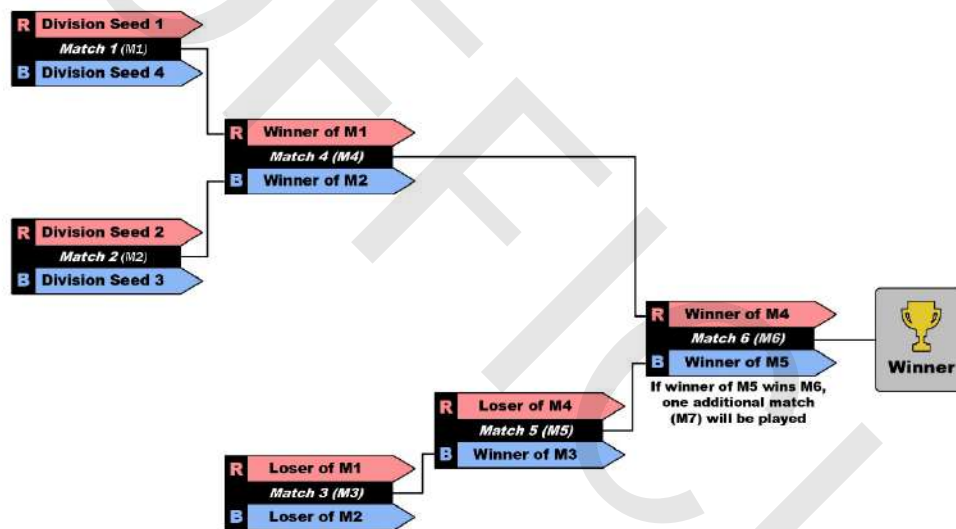 R Division Seed 1
Match 1 (M1)
B Division Seed 4
R Winner of M1
Match 4 (M4)
B Winner of M2
R Division Seed 2
Match 2 (M2)
B Division Seed 3
R Winner of M4
Match 6 (M6)
B Winner of M5
If winner of M5 wins M6,
one additional match
(M7) will be played
Winner
R Loser of M4
Match 5 (M5)
B Winner of M3
R Loser of M1
Match 3 (M3)
B Loser of M2